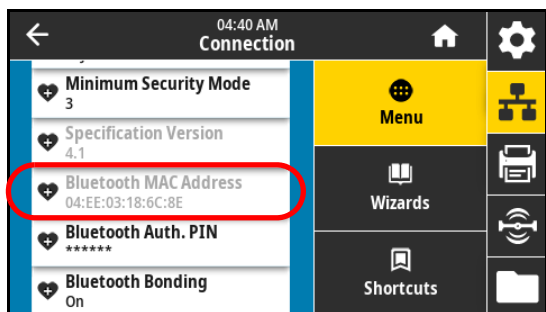 04:40 AM
Connection
Minimum Security Mode
3
Specification Version
4.1
Bluetooth MAC Address
04:EE:03:18:6C:8E
Bluetooth Auth. PIN
******
Bluetooth Bonding
On
Menu
Wizards
Shortcuts